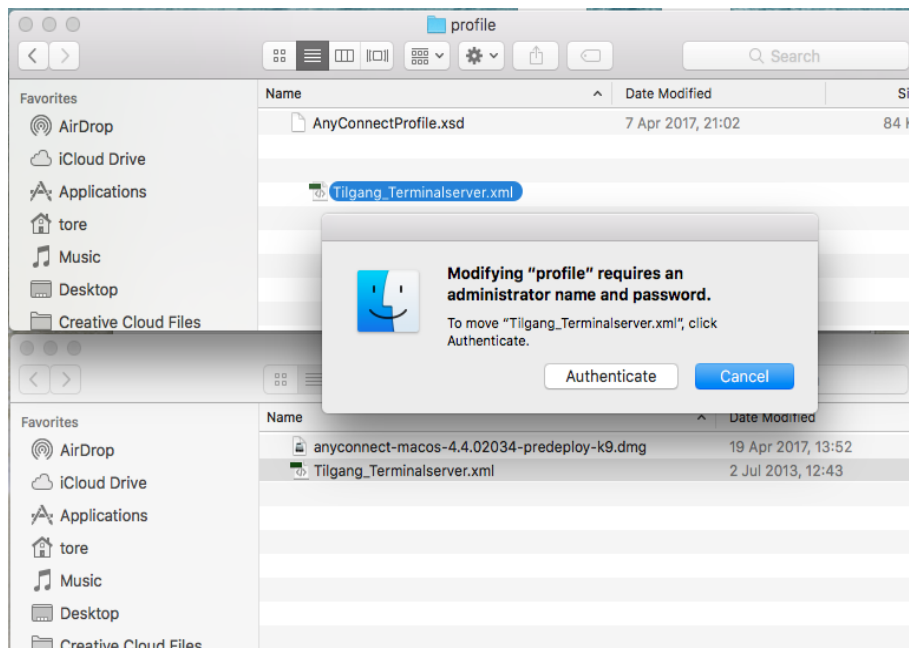 profile
Search
Favorites
AirDrop
iCloud Drive
Applications
tore
Music
Desktop
Creative Cloud Files
Name
Date Modified
AnyConnectProfile.xsd
7 Apr 2017, 21:02
84
Tilgang_Terminalserver.xml
Modifying “profile” requires an
administrator name and password.
To move “Tilgang_Terminalserver.xml”, click
Authenticate.
Authenticate
Cancel
Favorites
AirDrop
iCloud Drive
Applications
tore
Music
Desktop
Creative Cloud Files
Name
Date Modified
anyconnect-macos-4.4.02034-predeploy-k9.dmg
19 Apr 2017, 13:52
Tilgang_Terminalserver.xml
2 Jul 2013, 12:43